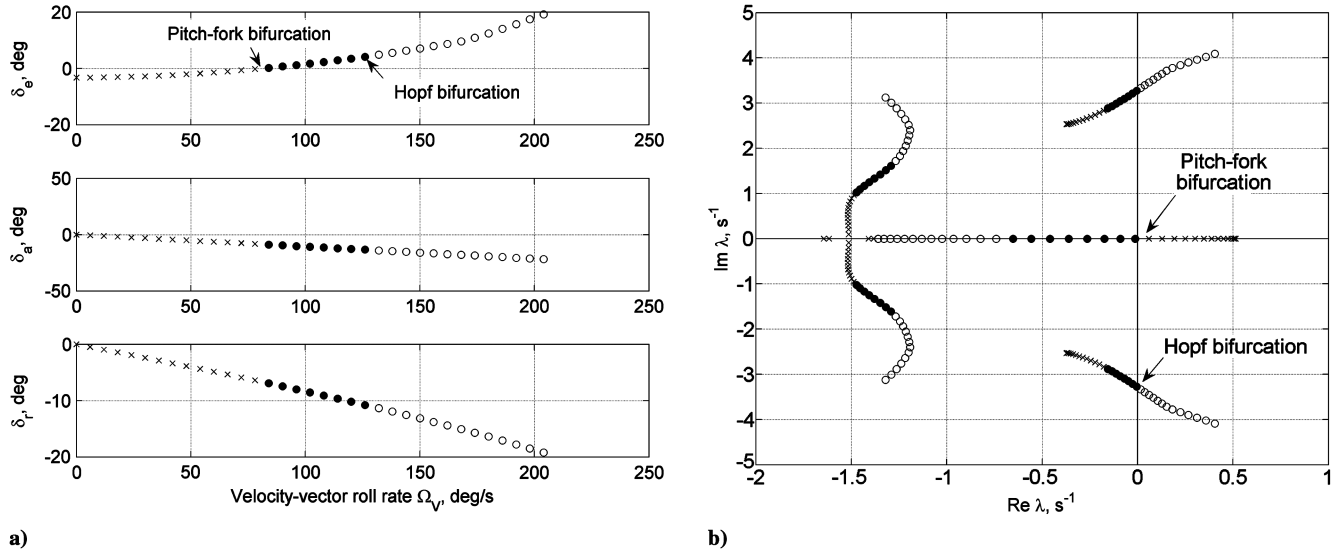 a)
20
0
-20
δe, deg
Pitch-fork bifurcation
Hopf bifurcation
0 50 100 150 200 250
50
0
-50
δa, deg
0 50 100 150 200 250
0
-10
-20
δr, deg
0 50 100 150 200 250
Velocity-vector roll rate ΩV, deg/s
a)
b)
5
4
3
2
1
0
-1
-2
-3
-4
-5
Im λ, s-1
Pitch-fork
bifurcation
Hopf bifurcation
-2 -1.5 -1 -0.5 0 0.5 1
Re λ, s-1
b)